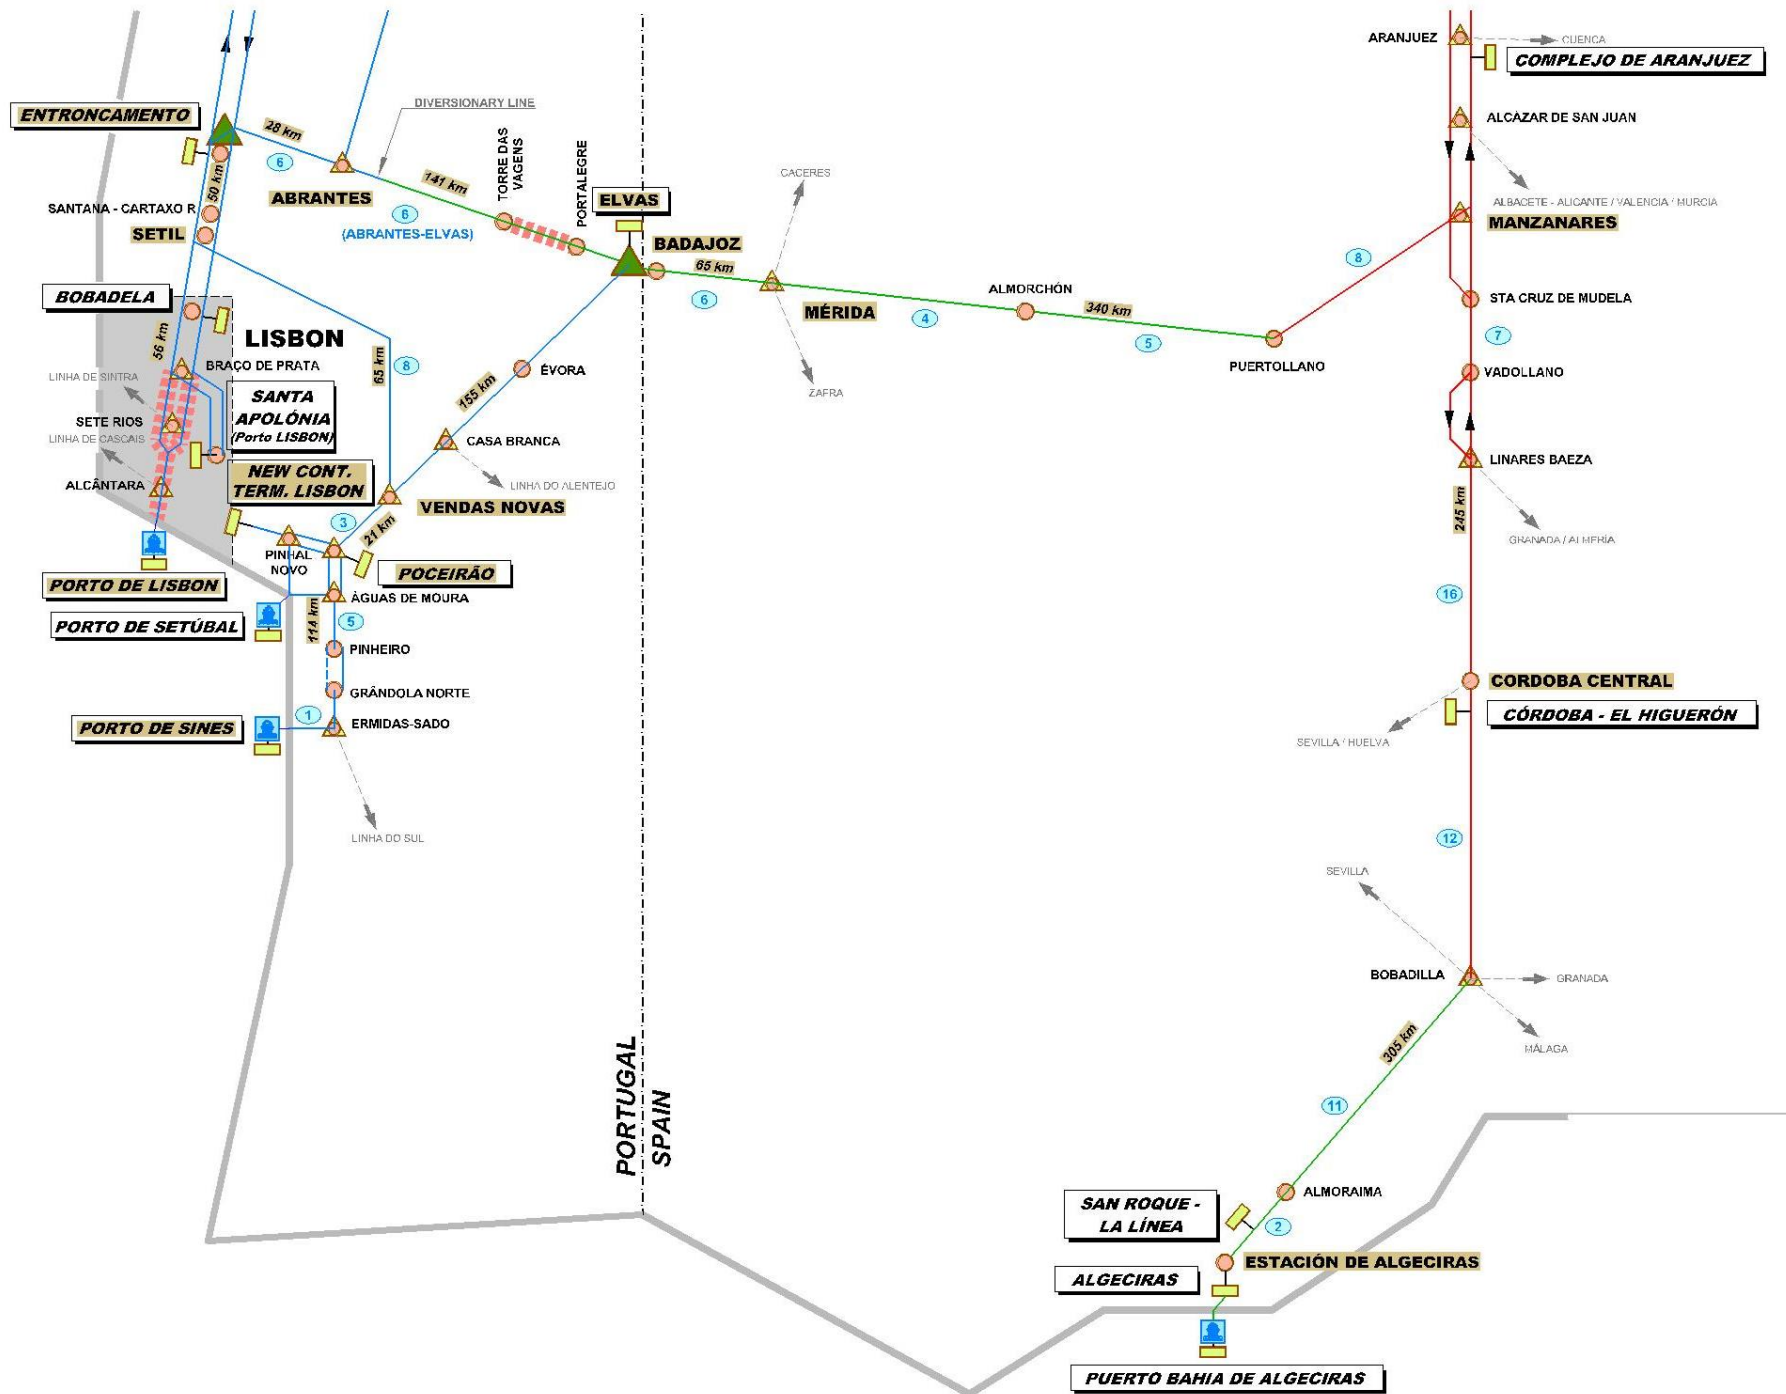 ARANJUEZ
CUENCA
COMPLEJO DE ARANJUEZ
ENTRONCAMENTO
28 km
6
DIVERSIONARY LINE
ALCÁZAR DE SAN JUAN
50 km
ABRANTES
141 km
6
(ABRANTES-ELVAS)
TORRE DAS
VAGENS
PORTALEGRE
ELVAS
CACERES
ALBACETE - ALICANTE / VALENCIA / MURCIA
SANTANA - CARTAXO R
SETIL
BADAJOZ
65 km
6
MANZANARES
8
MÉRIDA
4
ALMORCHÓN
340 km
5
PUERTOLLANO
STA CRUZ DE MUDELA
7
BOBADELA
LISBON
56 km
BRAÇO DE PRATA
LINHA DE SINTRA
65 km
8
ÉVORA
155 km
ZAFRA
VADOLLANO
SANTA
APOLÓNIA
(Porto LISBON)
SETE RIOS
LINHA DE CASCAIS
CASA BRANCA
LINARES BAEZA
NEW CONT.
TERM. LISBON
ALCÂNTARA
LINHA DO ALENTEJO
VENDAS NOVAS
3
21 km
245 km
GRANADA / ALMERÍA
PINHAL
NOVO
POCEIRÃO
PORTO DE LISBON
ÁGUAS DE MOURA
16
PORTO DE SETÚBAL
114 km
5
PINHEIRO
GRÂNDOLA NORTE
CORDOBA CENTRAL
CÓRDOBA - EL HIGUERÓN
PORTO DE SINES
1
ERMIDAS-SADO
SEVILLA / HUELVA
LINHA DO SUL
12
SEVILLA
BOBADILLA
GRANADA
305 km
MÁLAGA
PORTUGAL
SPAIN
11
SAN ROQUE -
LA LÍNEA
ALMORAIMA
2
ESTACIÓN DE ALGECIRAS
ALGECIRAS
PUERTO BAHIA DE ALGECIRAS